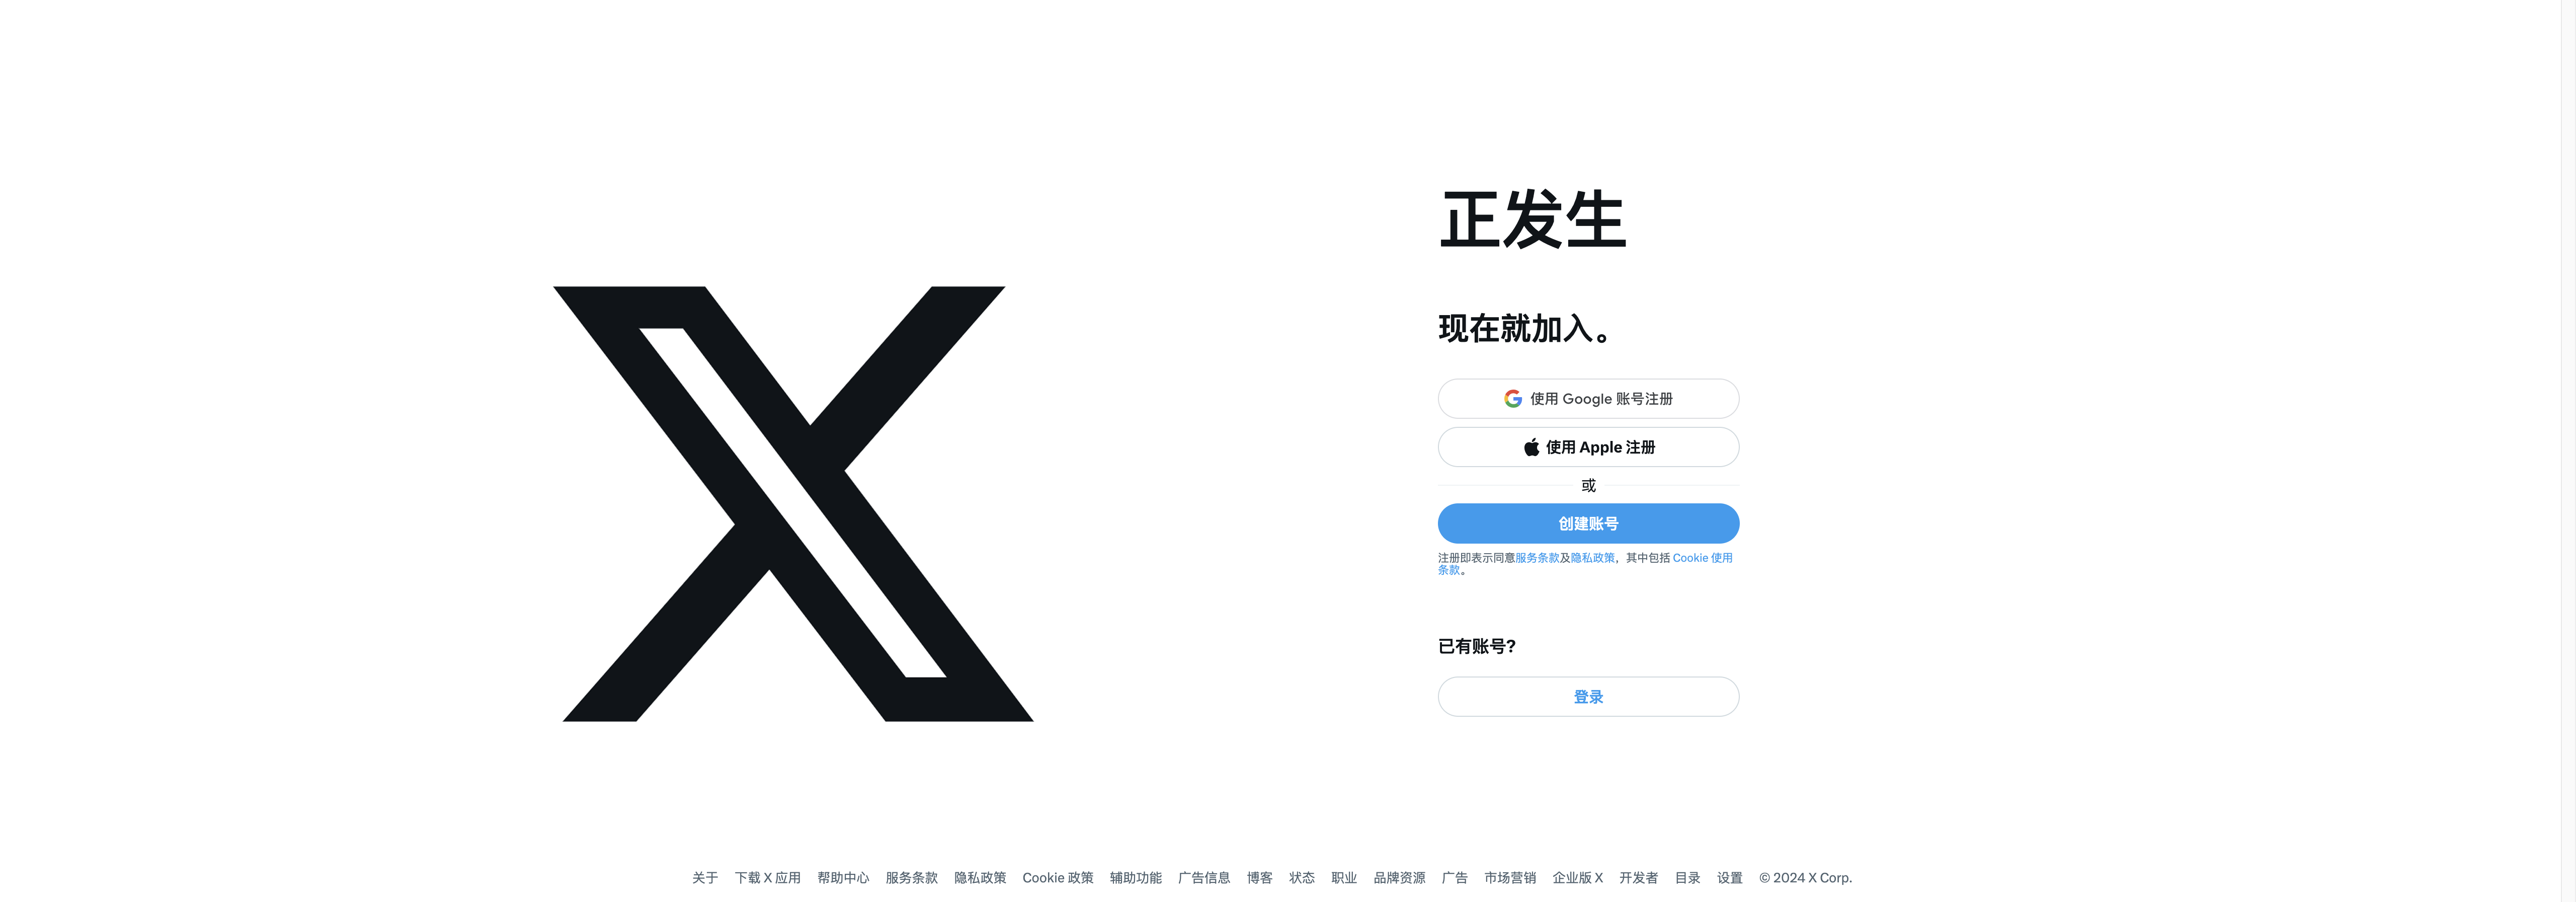 正发生
现在就加入。
使用 Google 账号注册
使用 Apple 注册
或
创建账号
注册即表示同意服务条款及隐私政策，其中包括 Cookie 使用
条款。
已有账号?
登录
关于 下载 X 应用 帮助中心 服务条款 隐私政策 Cookie 政策 辅助功能 广告信息 博客 状态 职业 品牌资源 广告 市场营销 企业版 X 开发者 目录 设置 © 2024 X Corp.